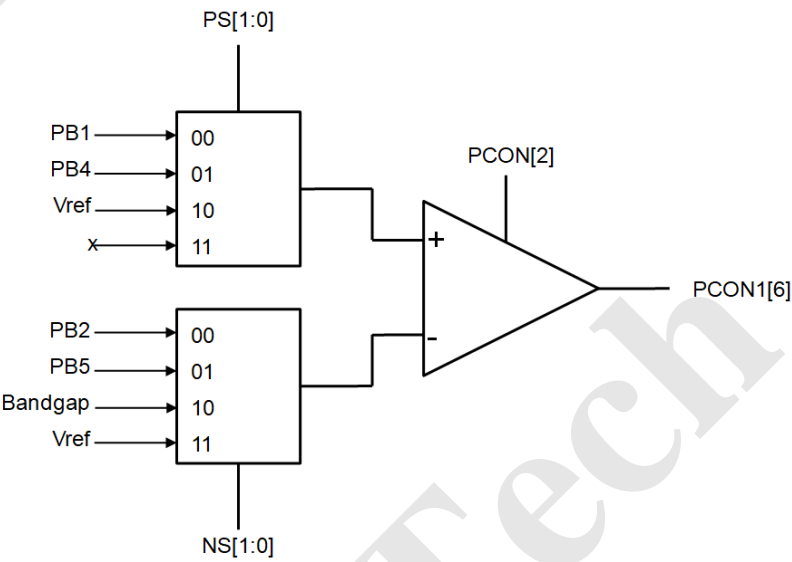 PS[1:0]
PB1 00
PB4 01
Vref 10
x 11
PCON[2]
+
-
PCON1[6]
PB2 00
PB5 01
Bandgap 10
Vref 11
NS[1:0]
Tech